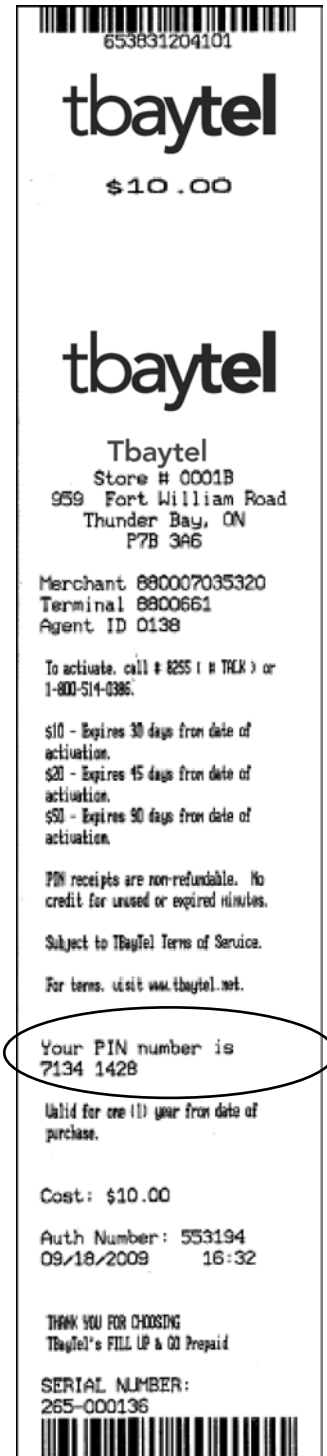 653831204101
tbaytel
$10.00
tbaytel
Tbaytel
Store # 0001B
959 Fort William Road
Thunder Bay, ON
P7B 3A6
Merchant 880007035320
Terminal 8800661
Agent ID 0138
To activate, call # 8255 ( # TALK ) or
1-800-514-0386.
$10 - Expires 30 days from date of
activation.
$20 - Expires 45 days from date of
activation.
$50 - Expires 90 days from date of
activation.
PIN receipts are non-refundable. No
credit for unused or expired minutes.
Subject to TBayTel Terms of Service.
For terms, visit www.tbaytel.net.
Your PIN number is
7134 1428
Valid for one (1) year from date of
purchase.
Cost: $10.00
Auth Number: 553194
09/18/2009 16:32
THANK YOU FOR CHOOSING
TBayTel's FILL UP & GO Prepaid
SERIAL NUMBER:
265-000136